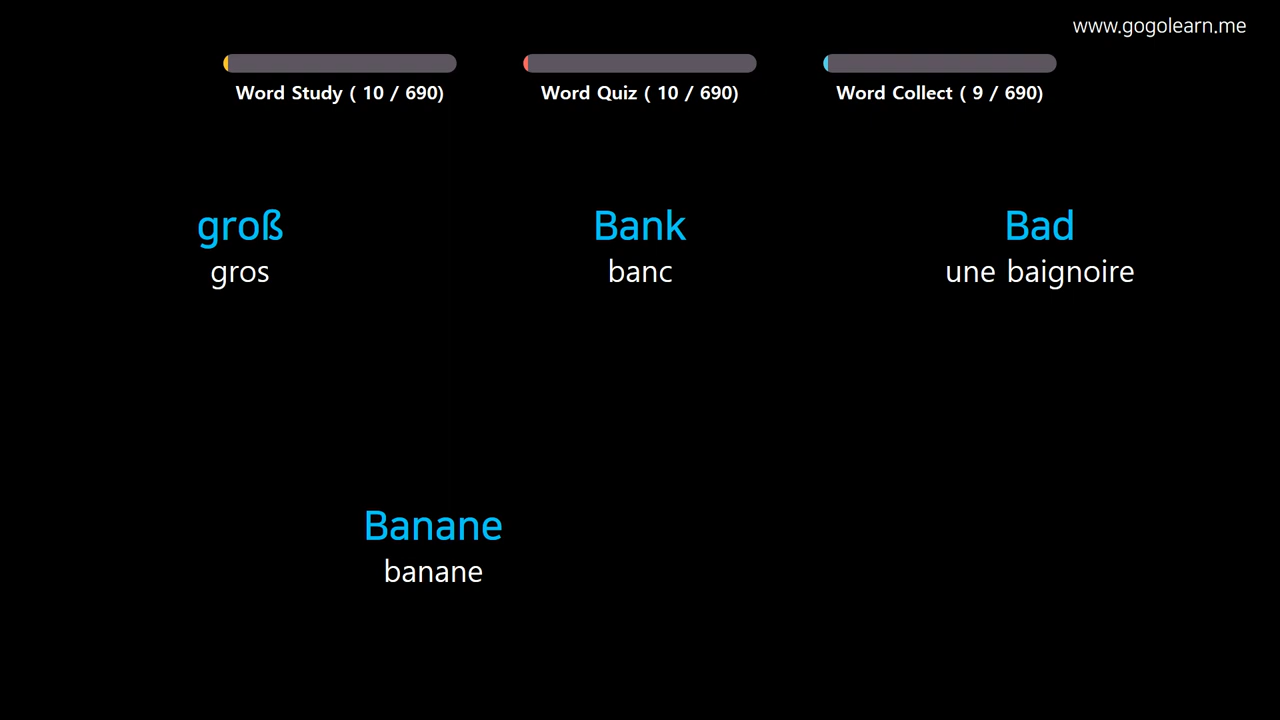 www.gogolearn.me
Word Study ( 10 / 690)
Word Quiz ( 10 / 690)
Word Collect ( 9 / 690)
groß
gros
Bank
banc
Bad
une baignoire
Banane
banane